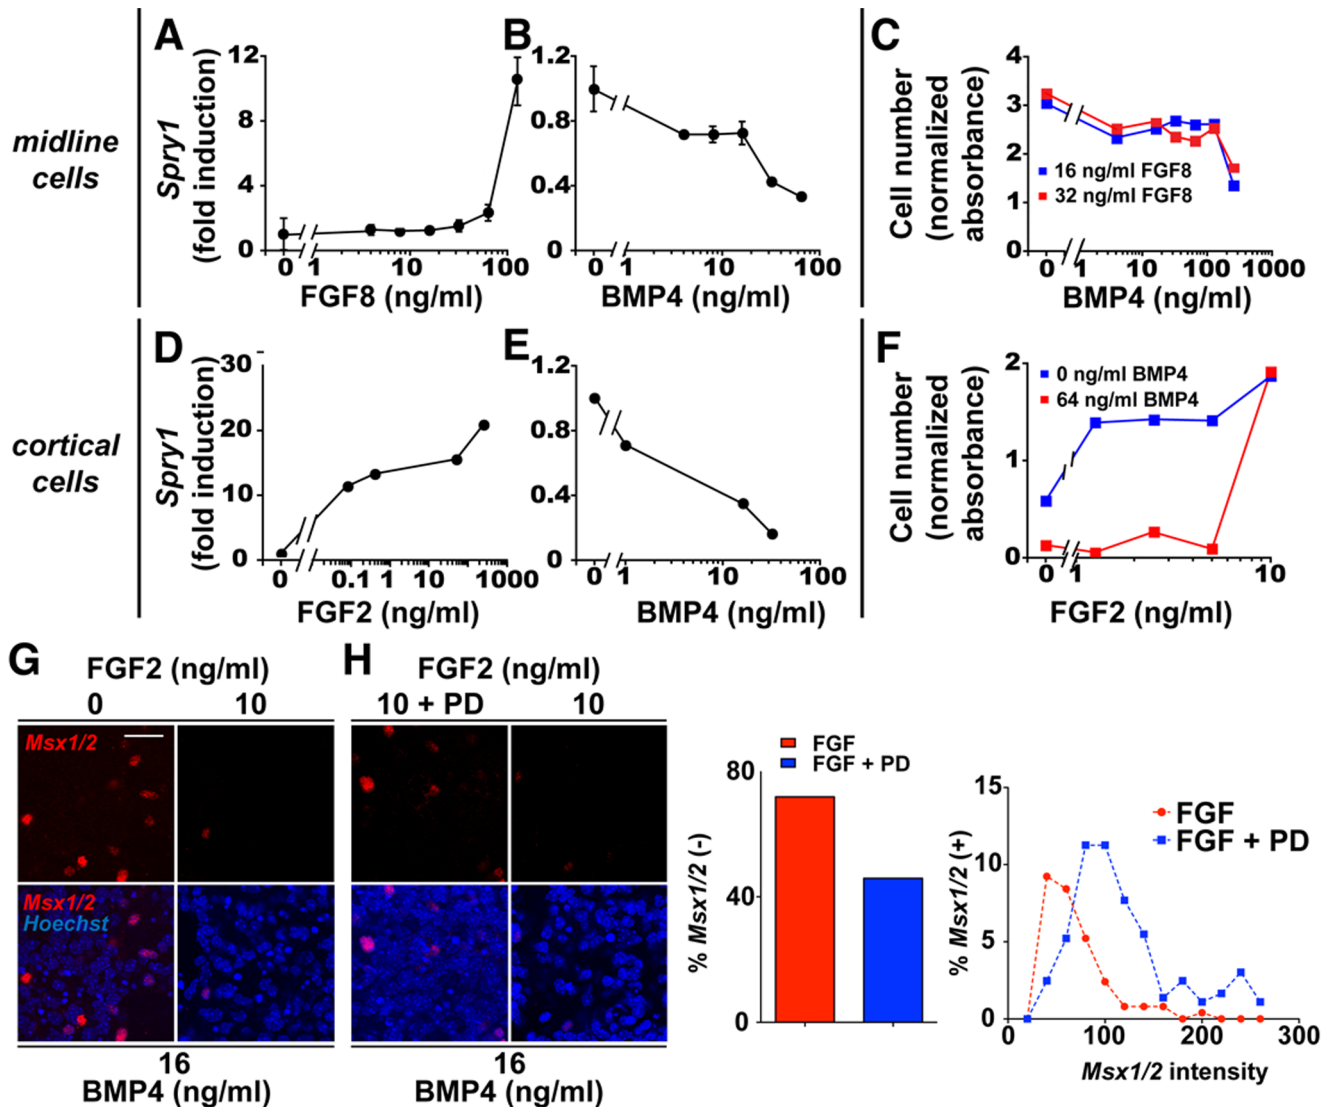 midline
cells
A
Spry1
(fold induction)
12
8
4
0
0 1 10 100
FGF8 (ng/ml)
B
1.2
0.8
0.4
0
0 1 10 100
BMP4 (ng/ml)
C
Cell number
(normalized
absorbance)
4
3
2
1
0
16 ng/ml FGF8
32 ng/ml FGF8
0 1 10 100 1000
BMP4 (ng/ml)
cortical
cells
D
Spry1
(fold induction)
30
20
10
0
0 0.1 1 10 1000
FGF2 (ng/ml)
E
1.2
0.8
0.4
0
0 1 10 100
BMP4 (ng/ml)
F
Cell number
(normalized
absorbance)
2
1
0
0 ng/ml BMP4
64 ng/ml BMP4
0 1 10
FGF2 (ng/ml)
G
FGF2 (ng/ml)
0 10
Msx1/2
Msx1/2
Hoechst
16
BMP4 (ng/ml)
H
FGF2 (ng/ml)
10 + PD 10
16
BMP4 (ng/ml)
FGF
FGF + PD
% Msx1/2 (-)
80
40
0
% Msx1/2 (+)
15
10
5
0
FGF
FGF + PD
0 100 200 300
Msx1/2 intensity